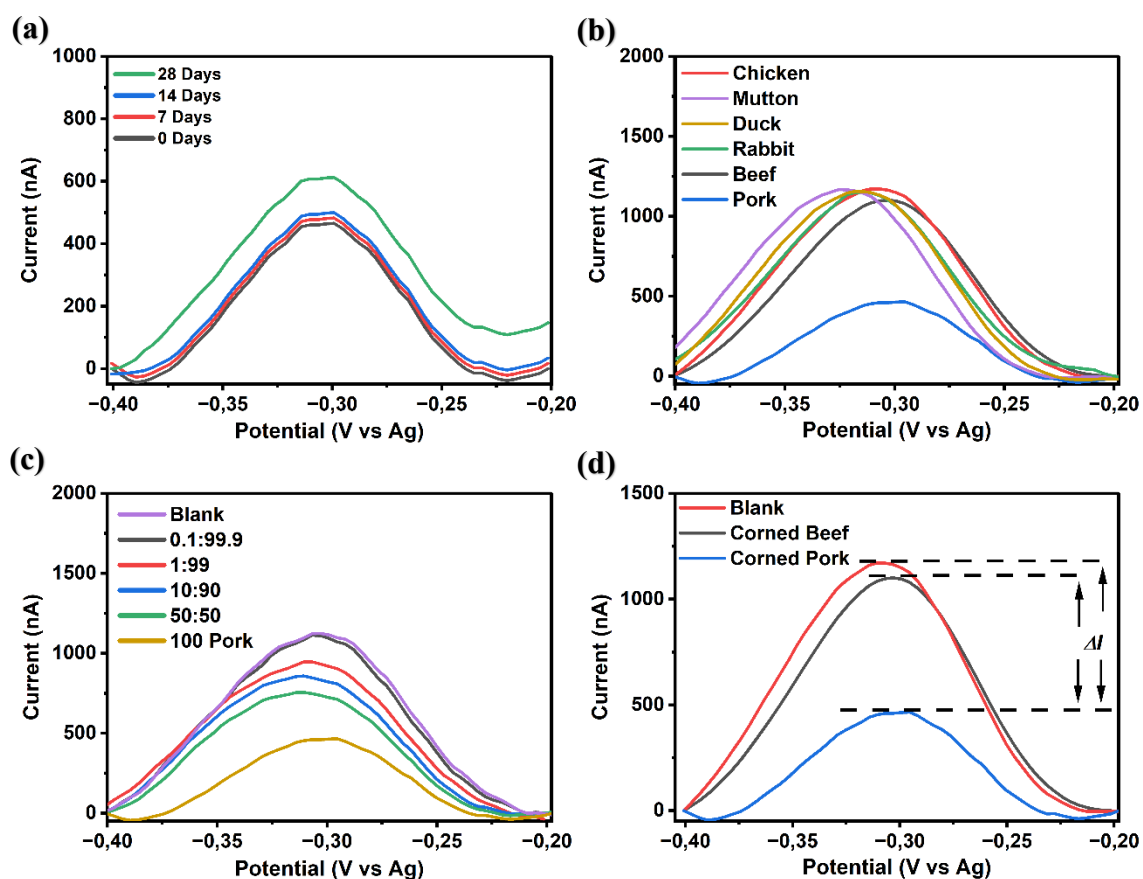 (a)
1000
800
600
400
200
0
Current (nA)
28 Days
14 Days
7 Days
0 Days
−0,40
−0,35
−0,30
−0,25
−0,20
Potential (V vs Ag)
(b)
2000
1500
1000
500
0
Current (nA)
Chicken
Mutton
Duck
Rabbit
Beef
Pork
−0,40
−0,35
−0,30
−0,25
−0,20
Potential (V vs Ag)
(c)
2000
1500
1000
500
0
Current (nA)
Blank
0.1:99.9
1:99
10:90
50:50
100 Pork
−0,40
−0,35
−0,30
−0,25
−0,20
Potential (V vs Ag)
(d)
1500
1000
500
0
Current (nA)
Blank
Corned Beef
Corned Pork
ΔI
−0,40
−0,35
−0,30
−0,25
−0,20
Potential (V vs Ag)